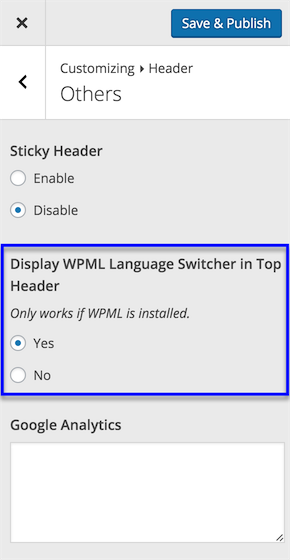 Save & Publish
Customizing ▸ Header
Others
Sticky Header
Enable
Disable
Display WPML Language Switcher in Top
Header
Only works if WPML is installed.
Yes
No
Google Analytics